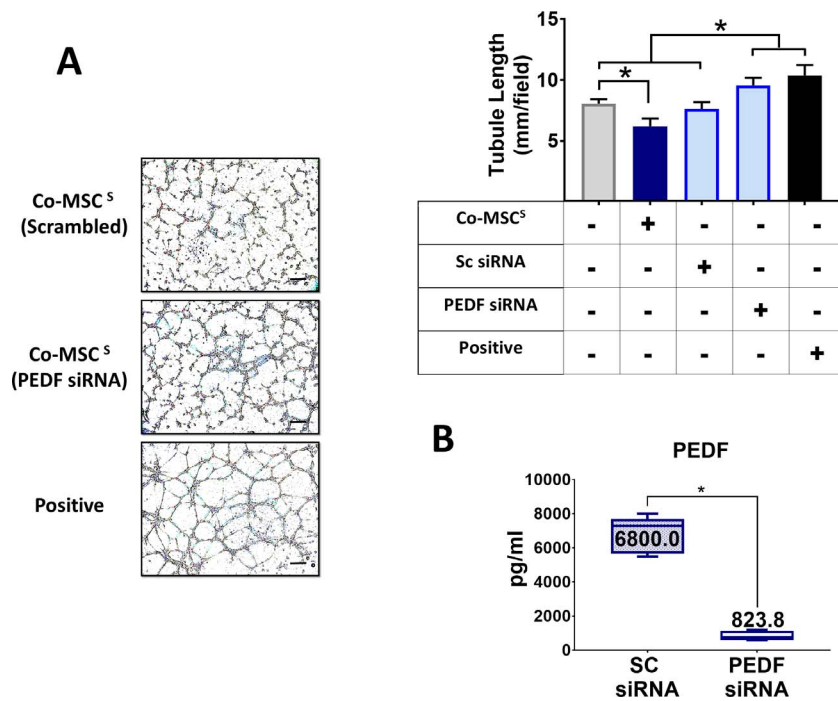 A
Co-MSC S
(Scrambled)
Co-MSC S
(PEDF siRNA)
Positive
Tubule Length
(mm/field)
15
10
5
*
*
Co-MSCS - + - - -
Sc siRNA - - + - -
PEDF siRNA - - - + -
Positive - - - - +
B
PEDF
pg/ml
10000
8000
6000
4000
2000
0
*
6800.0
823.8
SC
siRNA
PEDF
siRNA